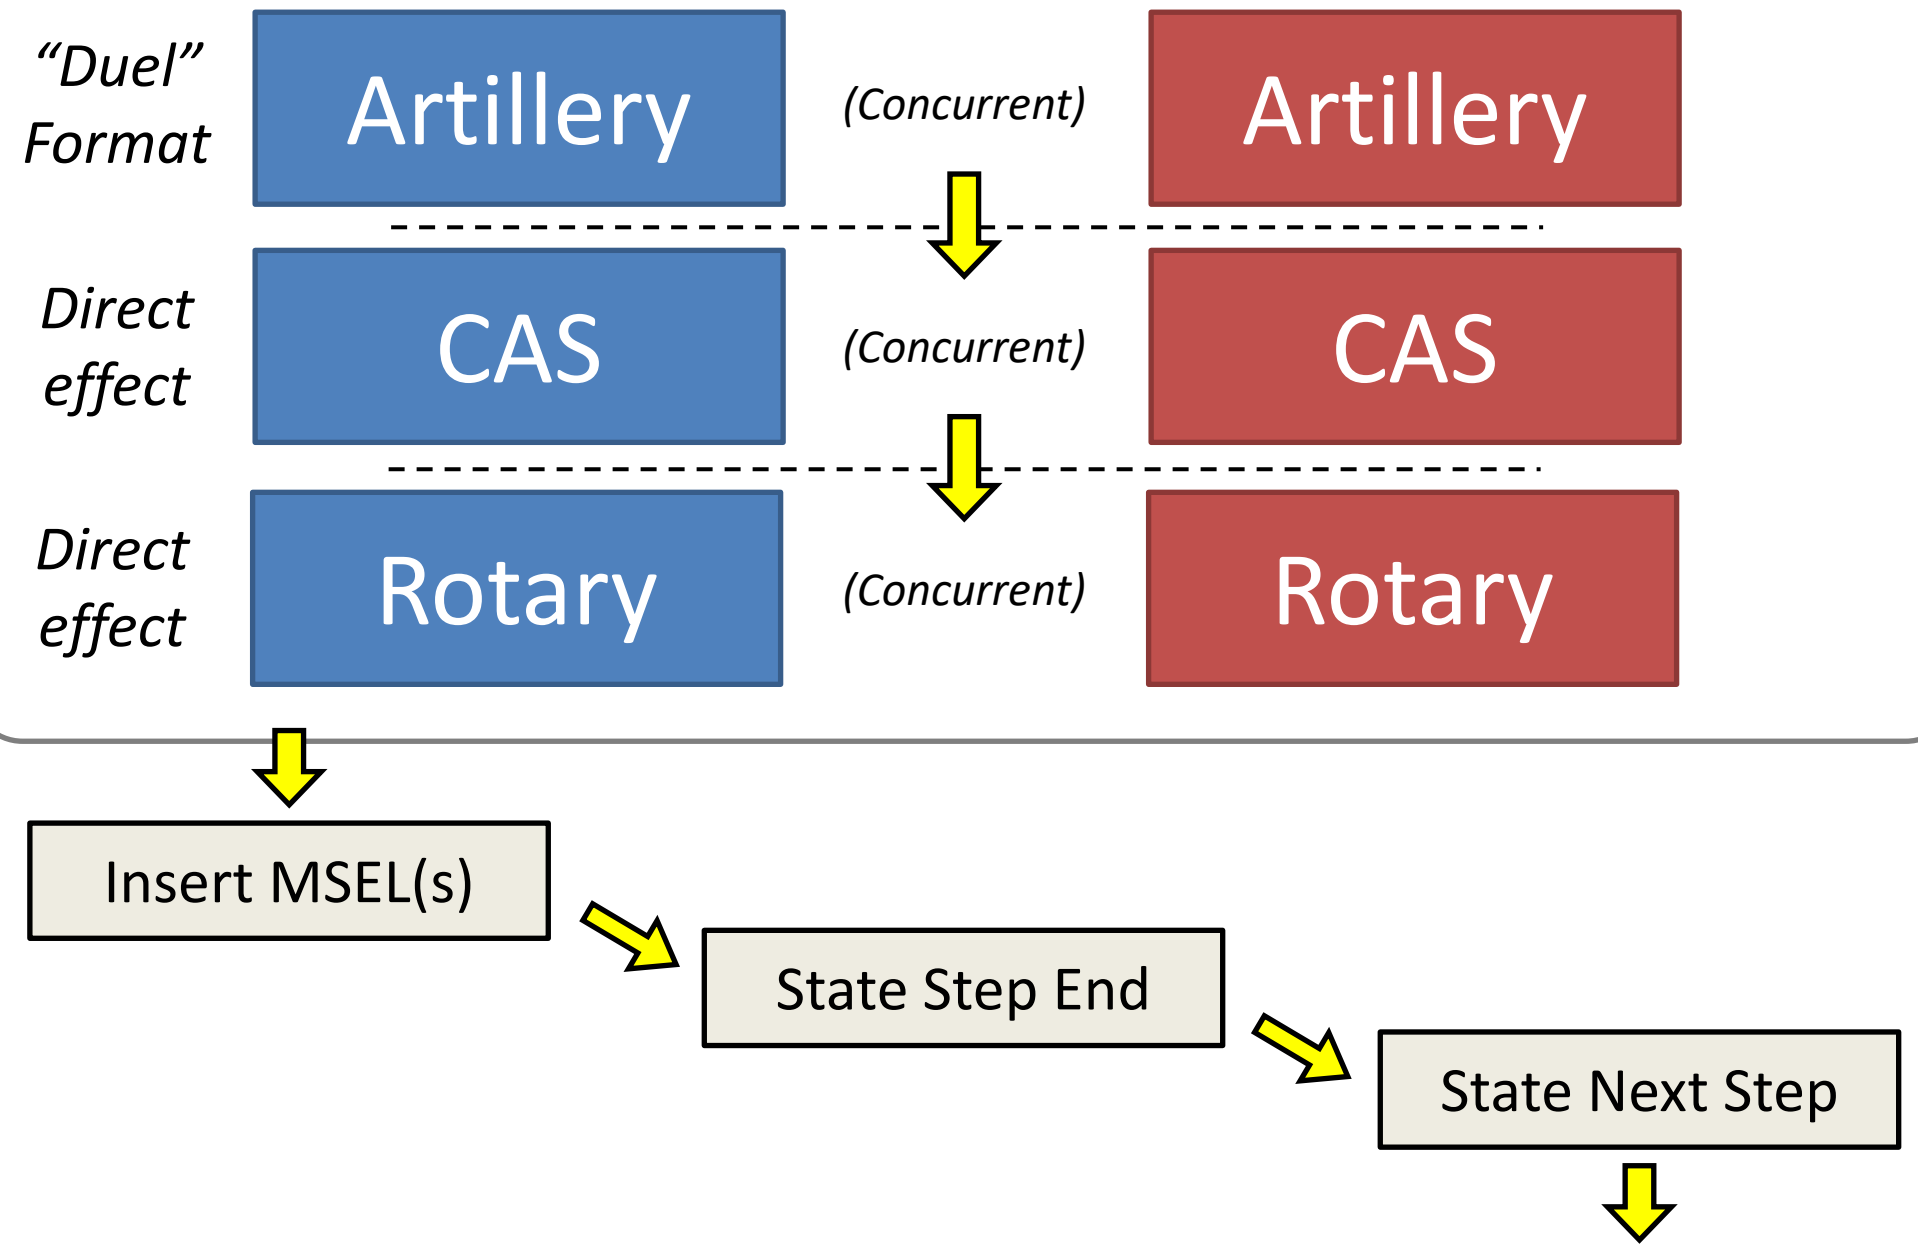 “Duel”
Format
Artillery
(Concurrent)
Artillery
Direct
effect
CAS
(Concurrent)
CAS
Direct
effect
Rotary
(Concurrent)
Rotary
Insert MSEL(s)
State Step End
State Next Step